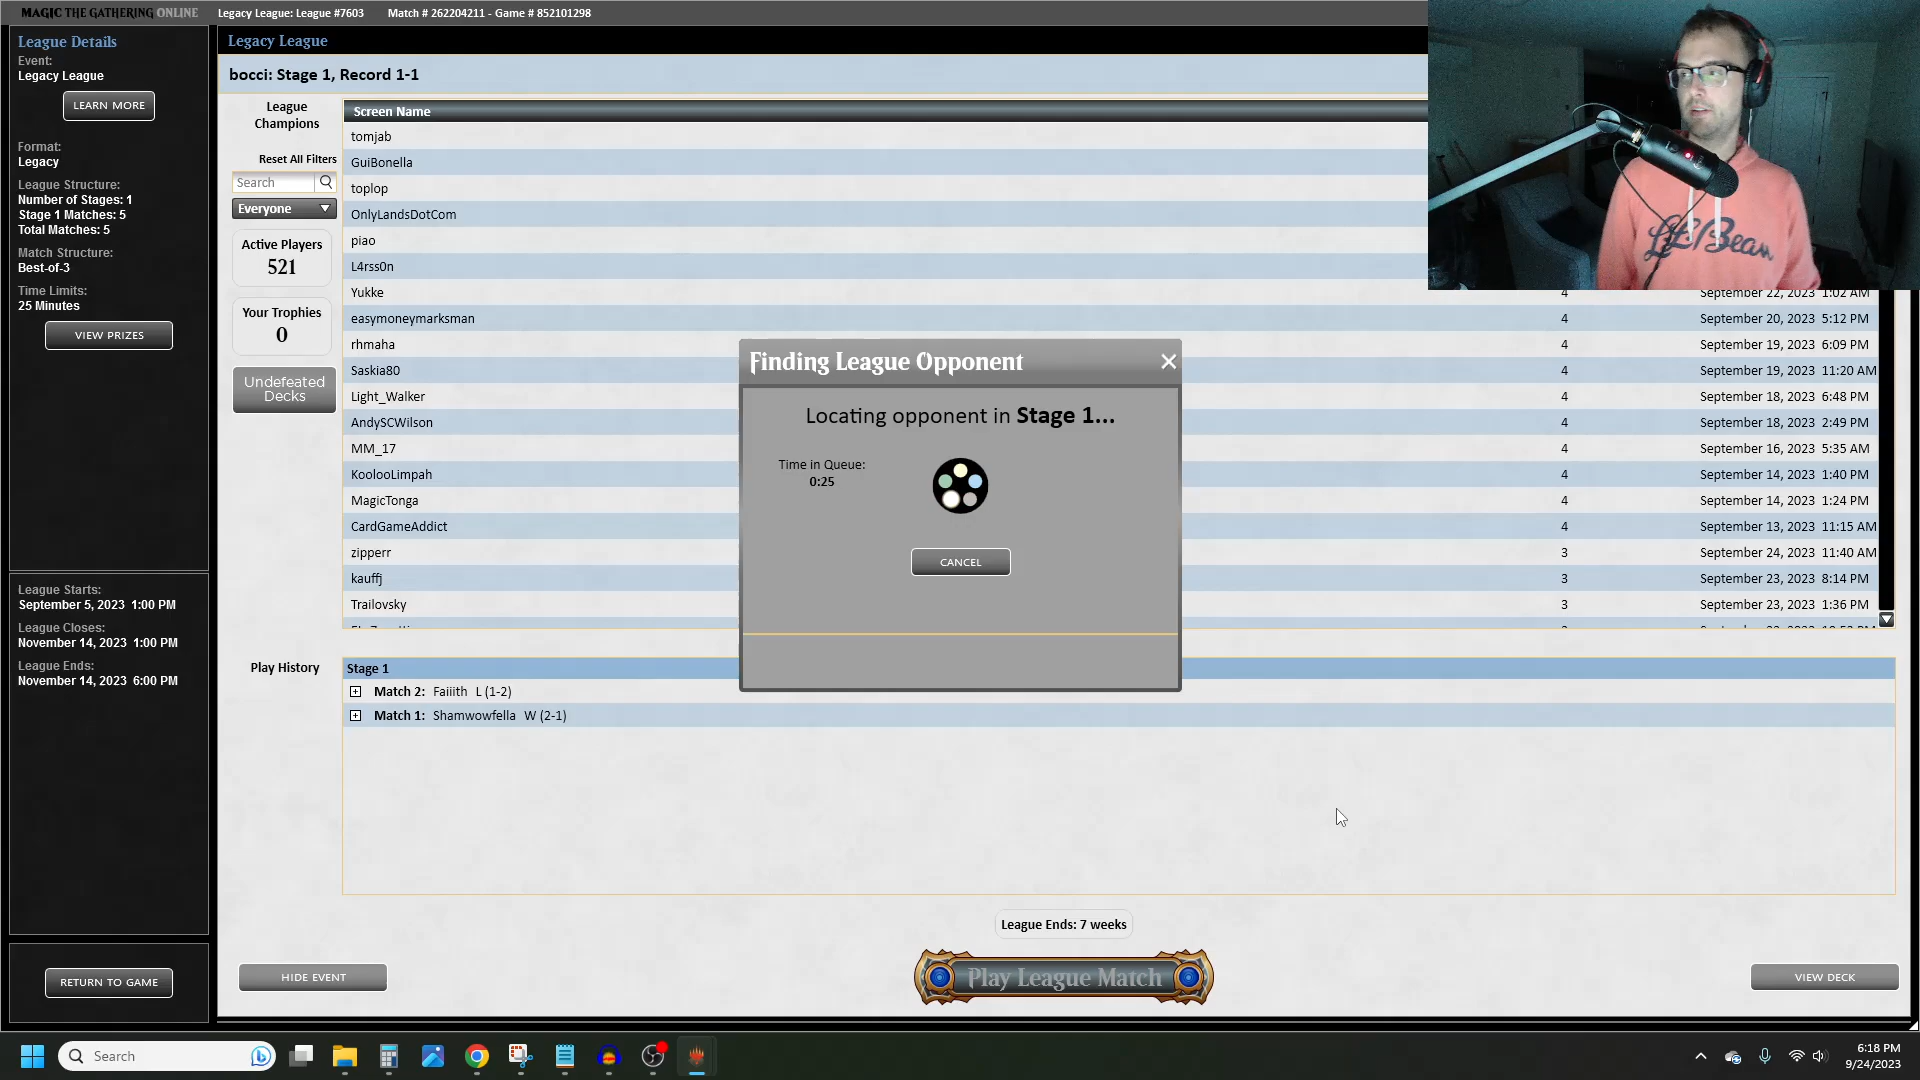 MAGIC THE GATHERING ONLINE
Legacy League: League #7603
Match # 262204211 - Game # 852101298
League Details
Event:
Legacy League
LEARN MORE
Format:
Legacy
League Structure:
Number of Stages: 1
Stage 1 Matches: 5
Total Matches: 5
Match Structure:
Best-of-3
Time Limits:
25 Minutes
VIEW PRIZES
League Starts:
September 5, 2023 1:00 PM
League Closes:
November 14, 2023 1:00 PM
League Ends:
November 14, 2023 6:00 PM
RETURN TO GAME
Legacy League
bocci: Stage 1, Record 1-1
League
Champions
Reset All Filters
Search
Everyone
Active Players
521
Your Trophies
0
Undefeated
Decks
Screen Name
tomjab
GuiBonella
toplop
OnlyLandsDotCom
piao
L4rss0n
Yukke 4 September 22, 2023 1:02 AM
easymoneymarksman 4 September 20, 2023 5:12 PM
rhmaha 4 September 19, 2023 6:09 PM
Saskia80 4 September 19, 2023 11:20 AM
Light_Walker 4 September 18, 2023 6:48 PM
AndySCWilson 4 September 18, 2023 2:49 PM
MM_17 4 September 16, 2023 5:35 AM
KoolooLimpah 4 September 14, 2023 1:40 PM
MagicTonga 4 September 14, 2023 1:24 PM
CardGameAddict 4 September 13, 2023 11:15 AM
zipperr 3 September 24, 2023 11:40 AM
kauffj 3 September 23, 2023 8:14 PM
Trailovsky 3 September 23, 2023 1:36 PM
Finding League Opponent
Locating opponent in Stage 1...
Time in Queue:
0:25
CANCEL
Play History
Stage 1
Match 2: Faiiith L (1-2)
Match 1: Shamwowfella W (2-1)
League Ends: 7 weeks
HIDE EVENT
Play League Match
VIEW DECK
L.L.Bean
Search
6:18 PM
9/24/2023